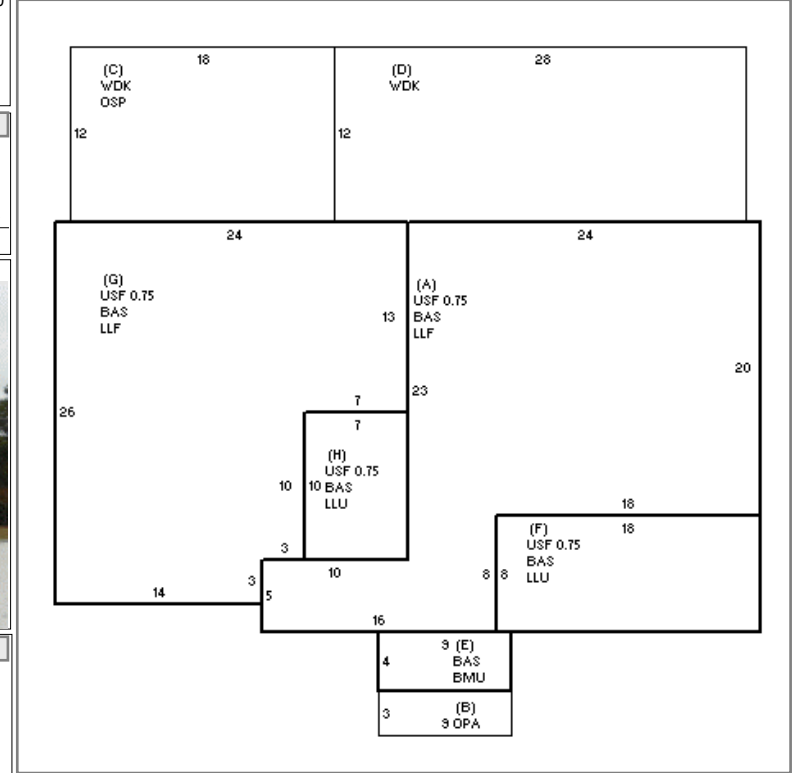 18
(C)
WDK
OSP
12
28
(D)
WDK
12
24
(G)
USF 0.75
BAS
LLF
13
26
24
(A)
USF 0.75
BAS
LLF
23
20
7
7
(H)
USF 0.75
10 10 BAS
LLU
3
10
3
14
5
18
18
(F)
USF 0.75
BAS
8 8 LLU
16
9 (E)
4 BAS
BMU
3 (B)
9 OPA